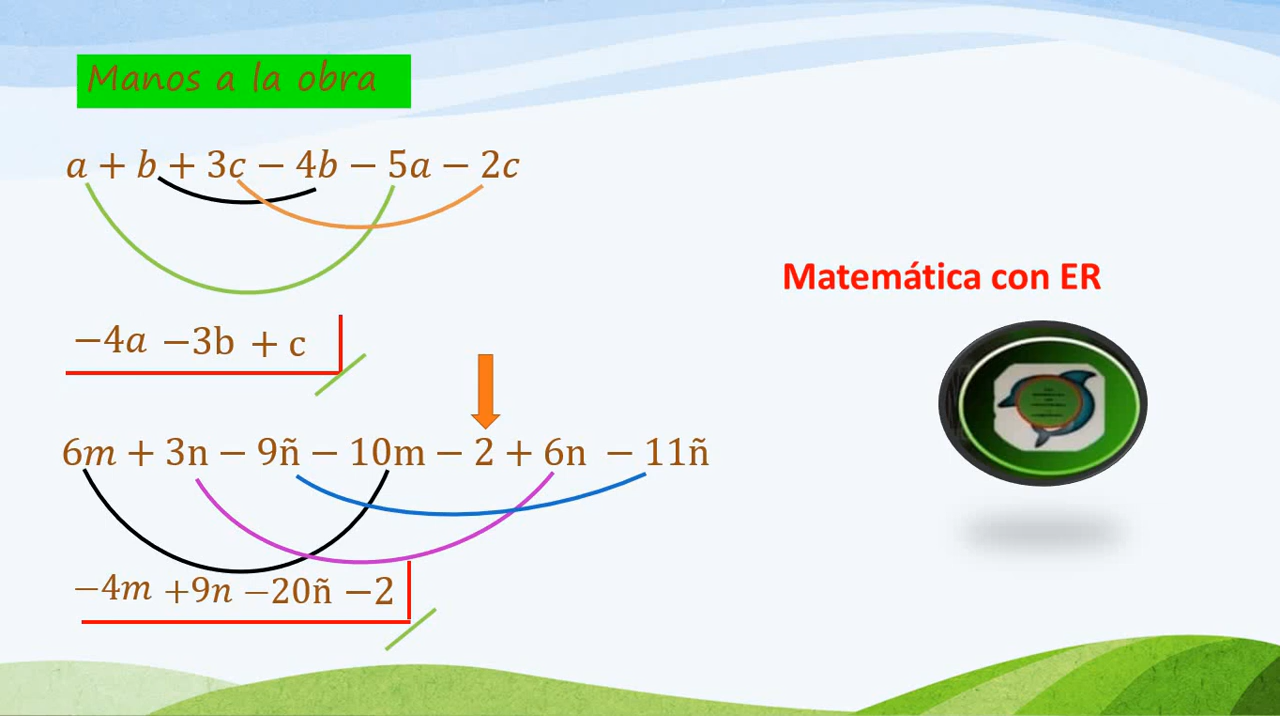 Manos a la obra
a + b + 3c − 4b − 5a − 2c
−4a −3b + c
Matemática con ER
6m + 3n − 9ñ − 10m − 2 + 6n − 11ñ
−4m +9n −20ñ −2